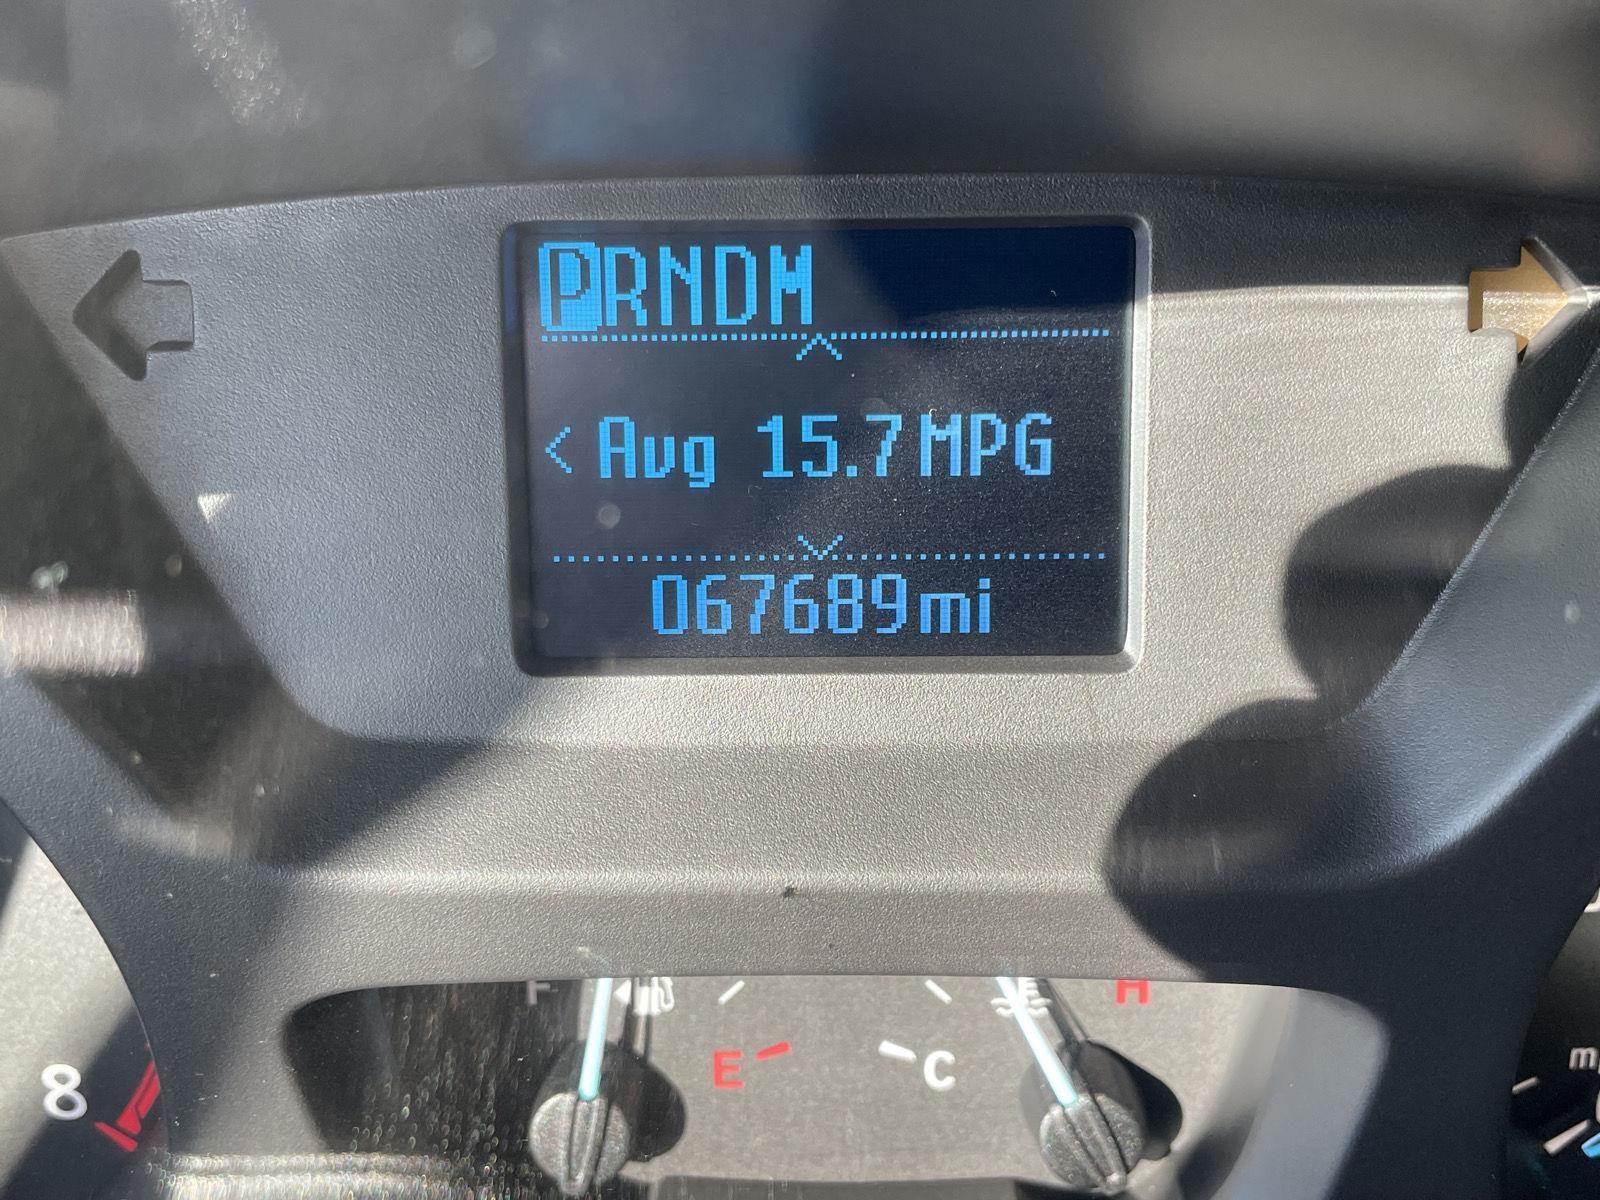 PRNDM
< Avg 15.7 MPG
067689mi
F
H
E
C
8